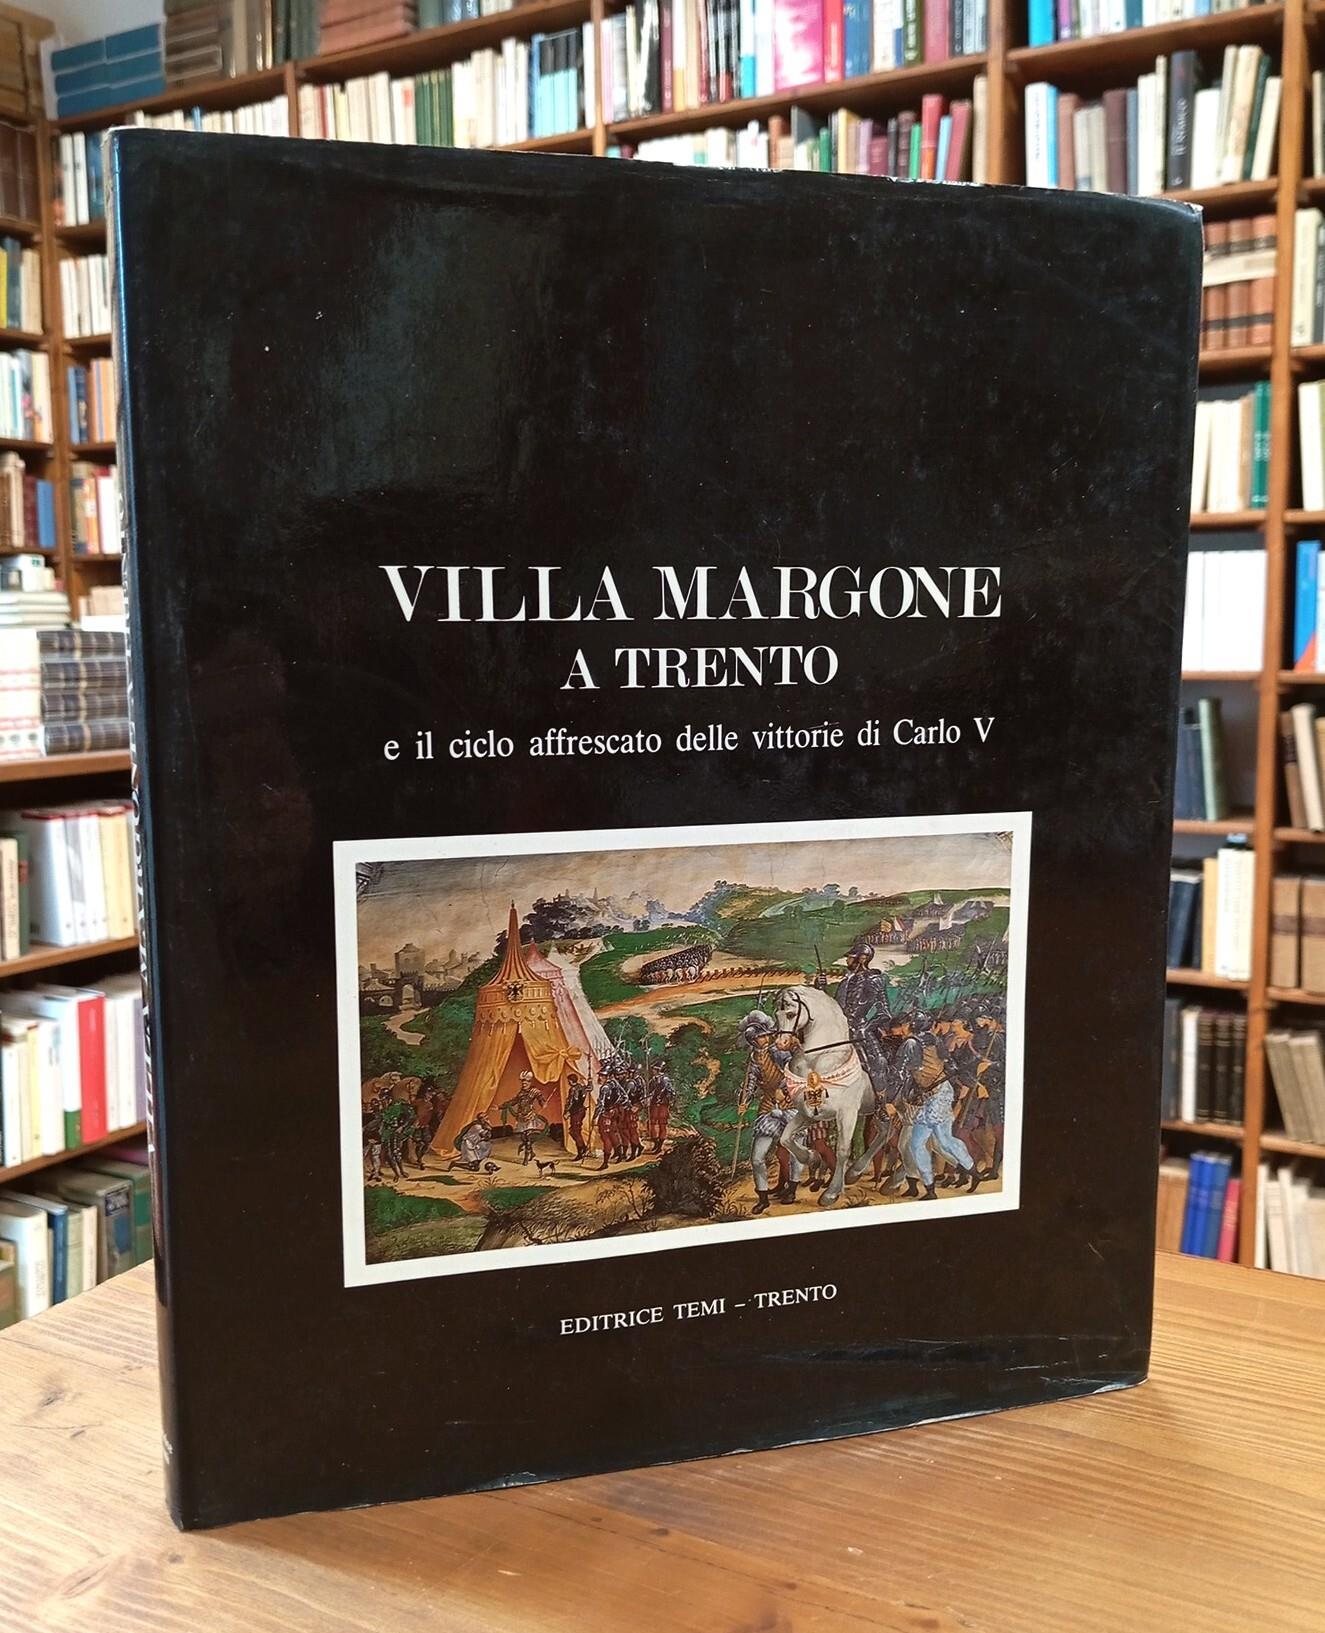 VILLA MARGONE
A TRENTO
e il ciclo affrescato delle vittorie di Carlo V
EDITRICE TEMI - TRENTO